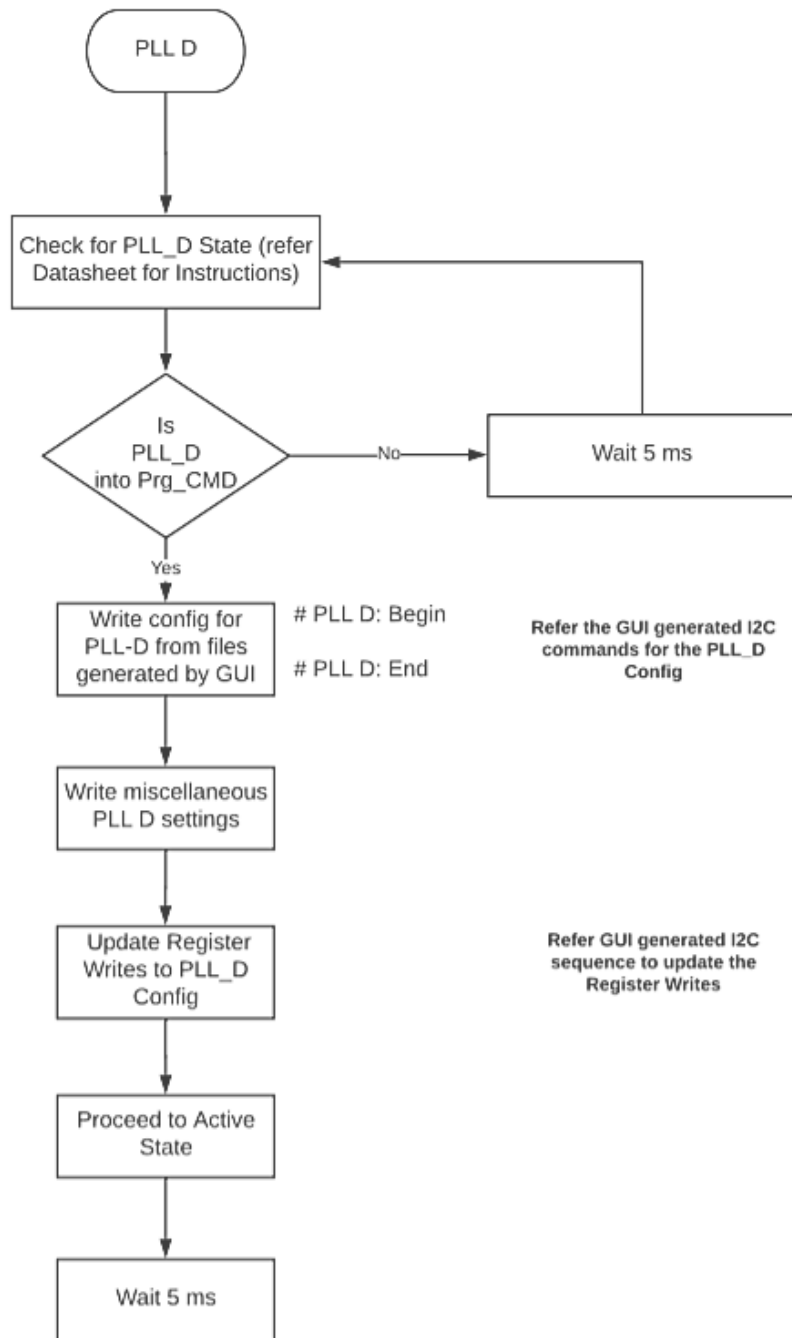 PLL D
Check for PLL_D State (refer
Datasheet for Instructions)
Is
PLL_D
into Prg_CMD
No
Wait 5 ms
Yes
Write config for
PLL-D from files
generated by GUI
# PLL D: Begin
# PLL D: End
Refer the GUI generated I2C
commands for the PLL_D
Config
Write miscellaneous
PLL D settings
Update Register
Writes to PLL_D
Config
Refer GUI generated I2C
sequence to update the
Register Writes
Proceed to Active
State
Wait 5 ms